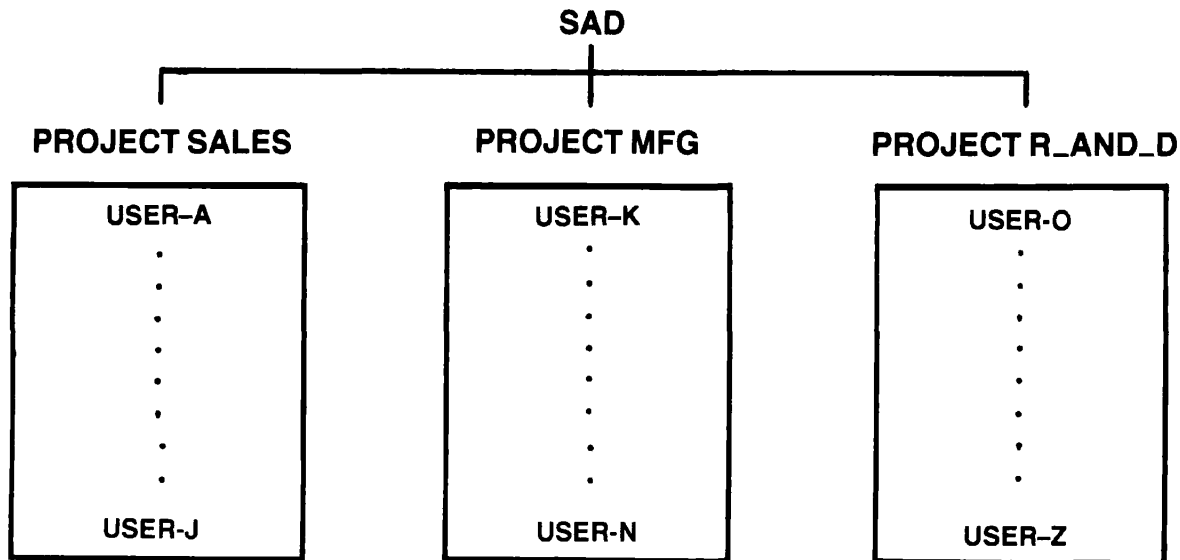 SAD
PROJECT SALES
PROJECT MFG
PROJECT R_AND_D
USER–A
USER–K
USER-O
USER-J
USER-N
USER–Z